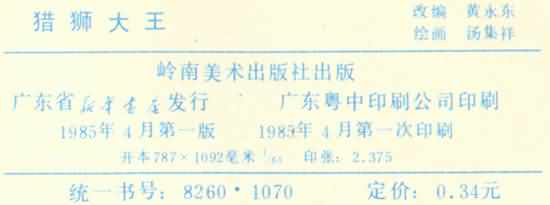 猎狮大王
改编 黄永东
绘画 汤集祥
岭南美术出版社出版
广东省新华书店发行 广东粤中印刷公司印刷
1985年4月第一版 1985年4月第一次印刷
开本787×1092毫米1/64 印张:2.375
统一书号:8260·1070 定价:0.34元